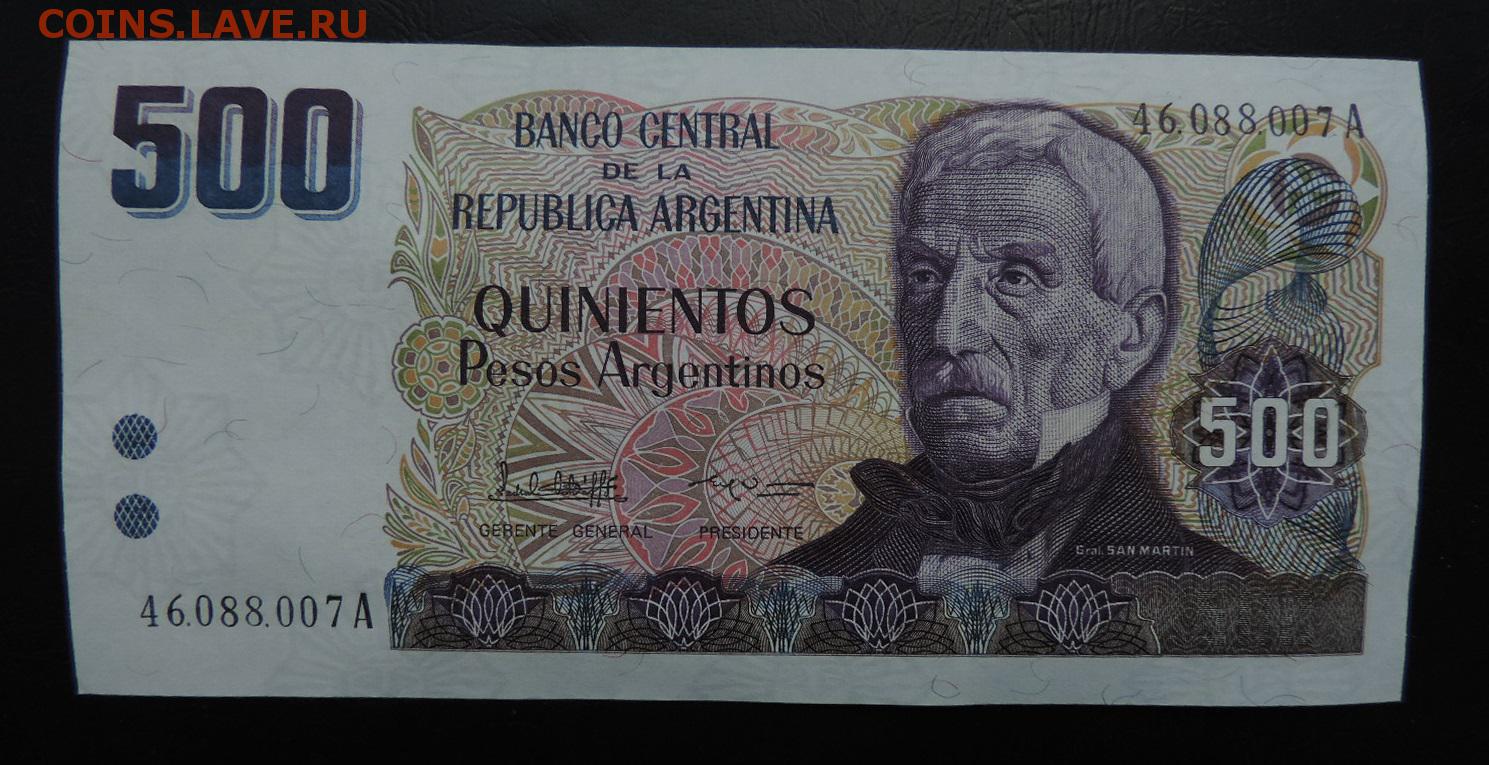 COINS.LAVE.RU
500
BANCO CENTRAL
DE LA
REPUBLICA ARGENTINA
46.088.007 A
QUINIENTOS
Pesos Argentinos
500
GERENTE GENERAL PRESIDENTE
Gral. SAN MARTIN
46.088.007 A